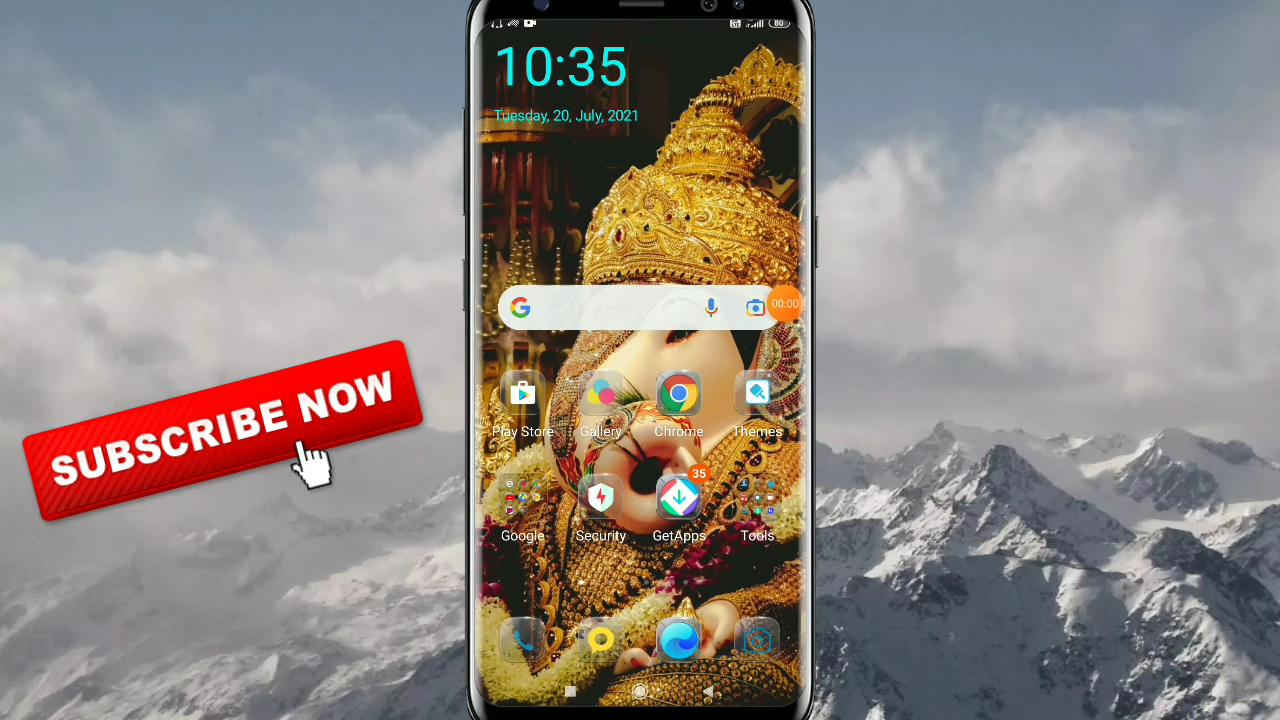 80
10:35
Tuesday, 20, July, 2021
00:00
SUBSCRIBE NOW
Play Store
Gallery
Chrome
Themes
35
Google
Security
GetApps
Tools